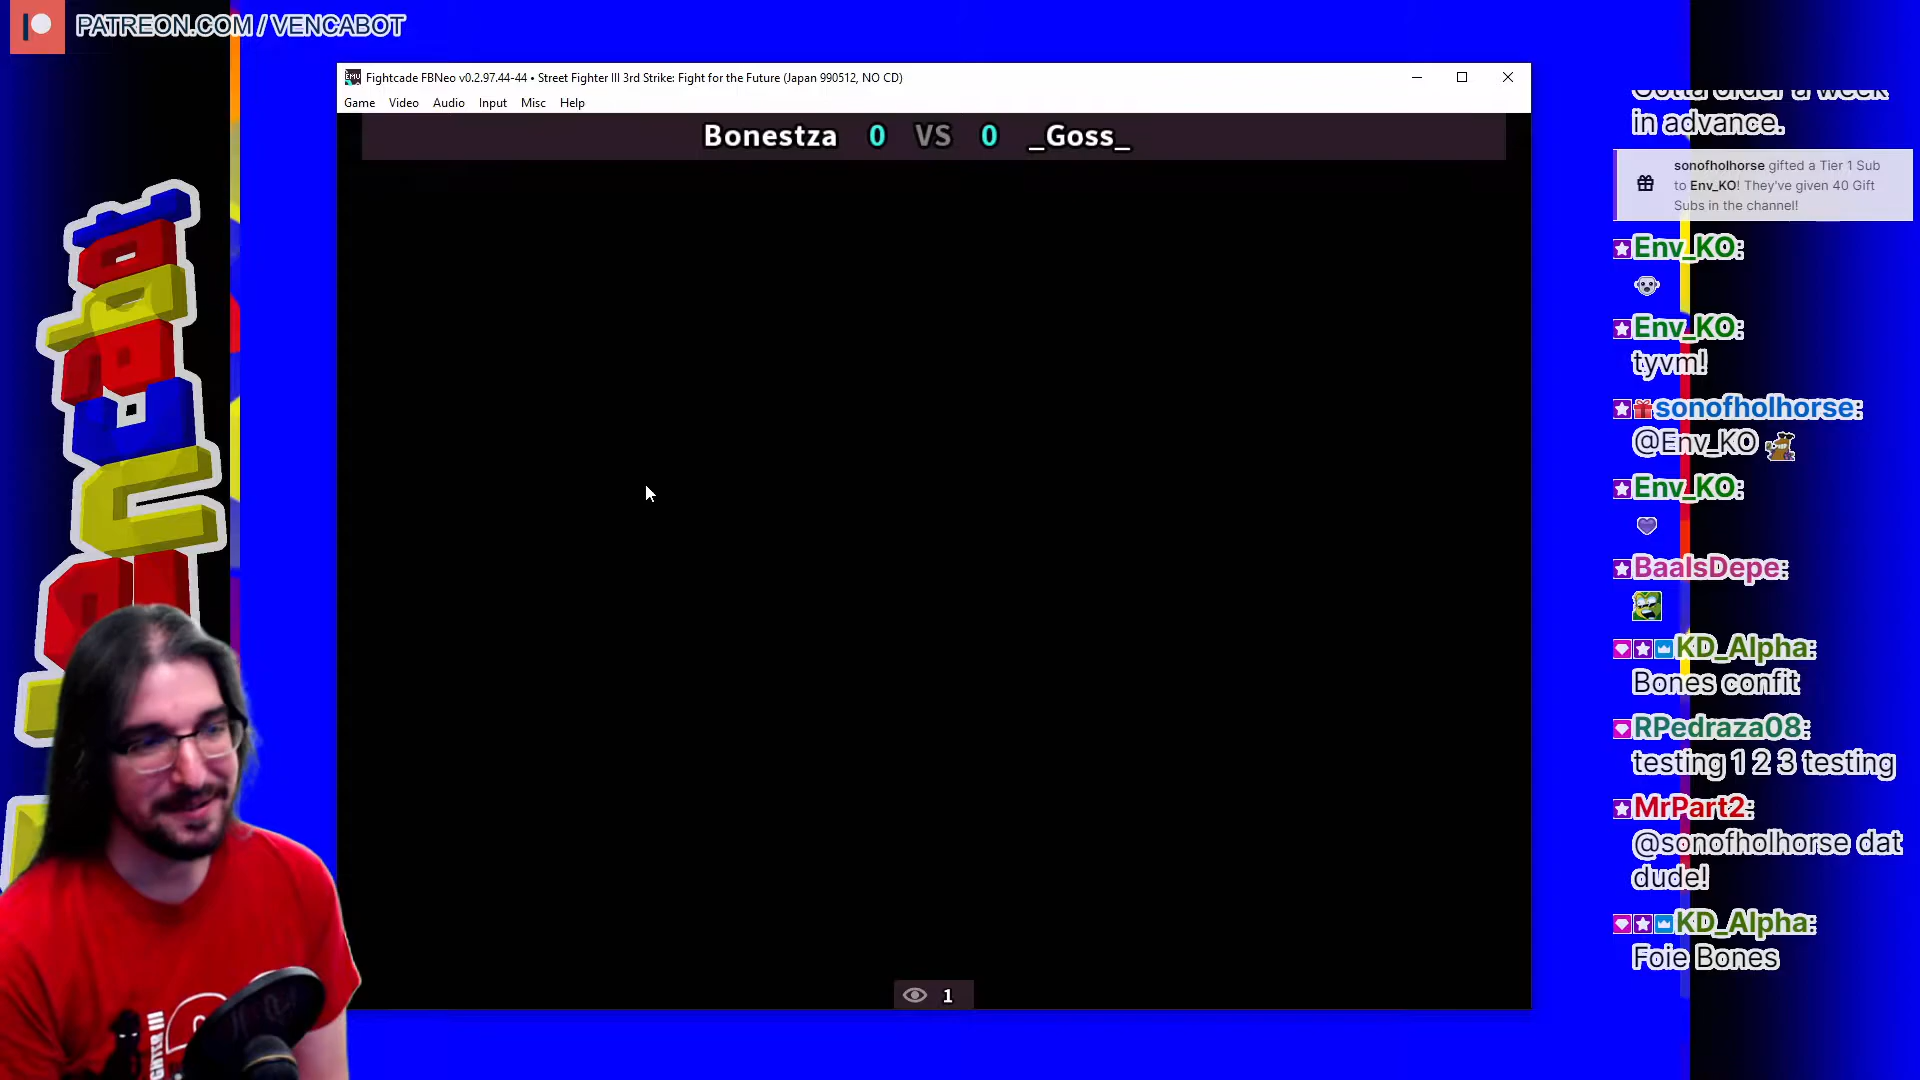 PATREON.COM / VENCABOT
Fightcade FBNeo v0.2.97.44-44 • Street Fighter III 3rd Strike: Fight for the Future (Japan 990512, NO CD)
Game Video Audio Input Misc Help
Bonestza 0 VS 0 _Goss_
1
Gotta order a week
in advance.
sonofholhorse gifted a Tier 1 Sub
to Env_KO! They've given 40 Gift
Subs in the channel!
Env_KO:
Env_KO:
tyvm!
sonofholhorse:
@Env_KO
Env_KO:
BaalsDepe:
KD_Alpha:
Bones confit
RPedraza08:
testing 1 2 3 testing
MrPart2:
@sonofholhorse dat
dude!
KD_Alpha:
Foie Bones